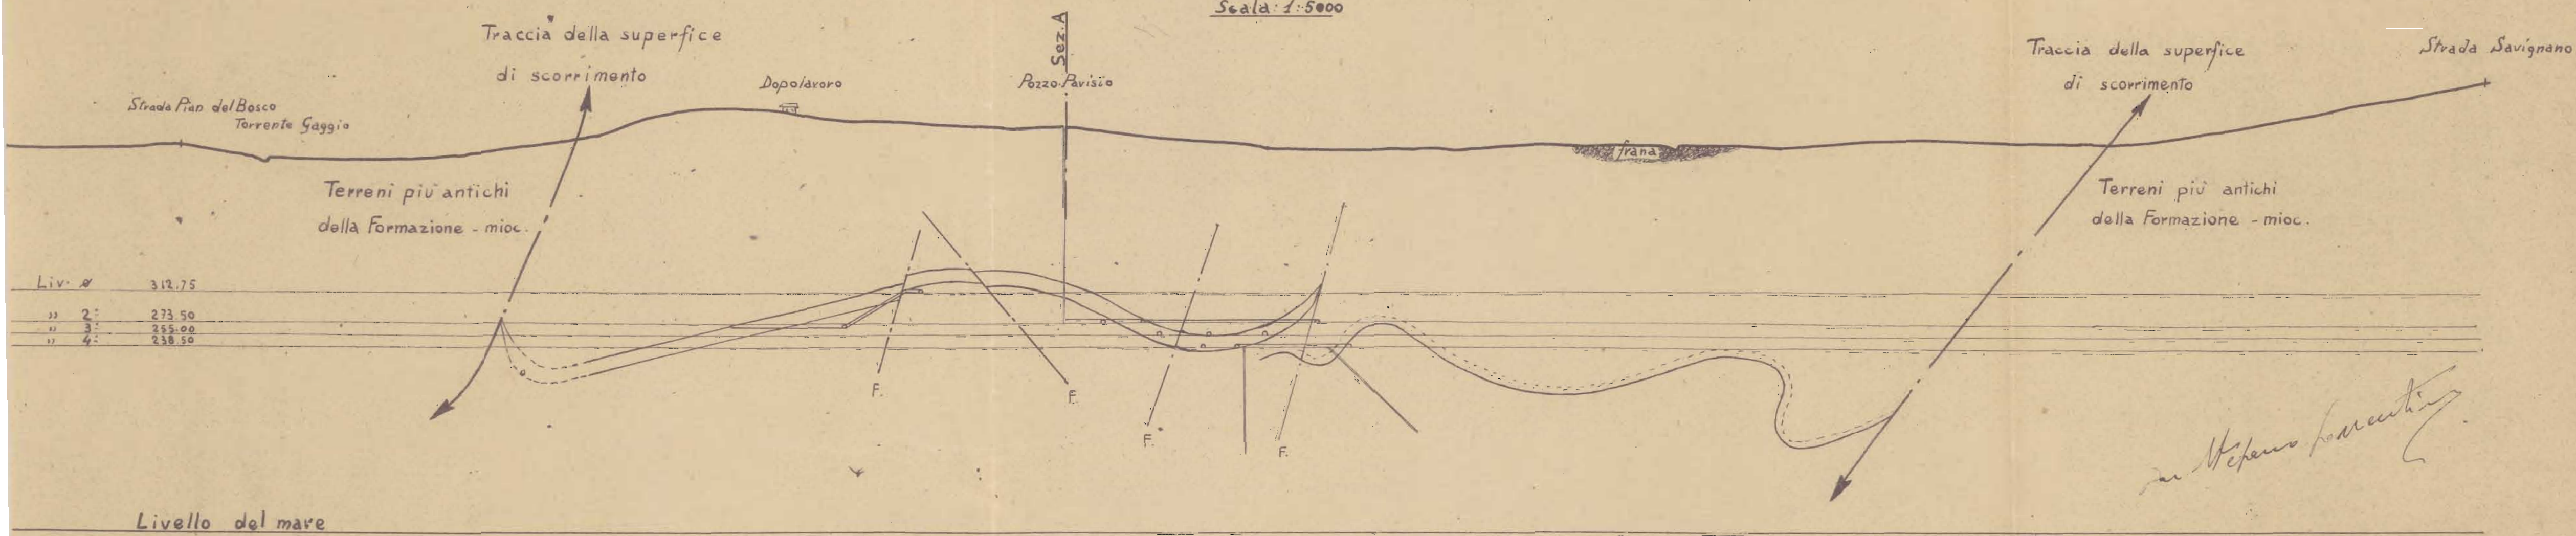 Scala: 1:5000
Traccia della superfice
di scorrimento
Sez. A
Dopolavoro
Pozzo Parisio
Traccia della superfice
di scorrimento
Strada Savignano
Strada Pian del Bosco
Torrente Gaggio
frana
Terreni più antichi
della Formazione - mioc.
Terreni più antichi
della Formazione - mioc.
Liv. ø 312.75
" 2° 273.50
" 3° 255.00
" 4° 238.50
F.
F.
F.
F.
Livello del mare